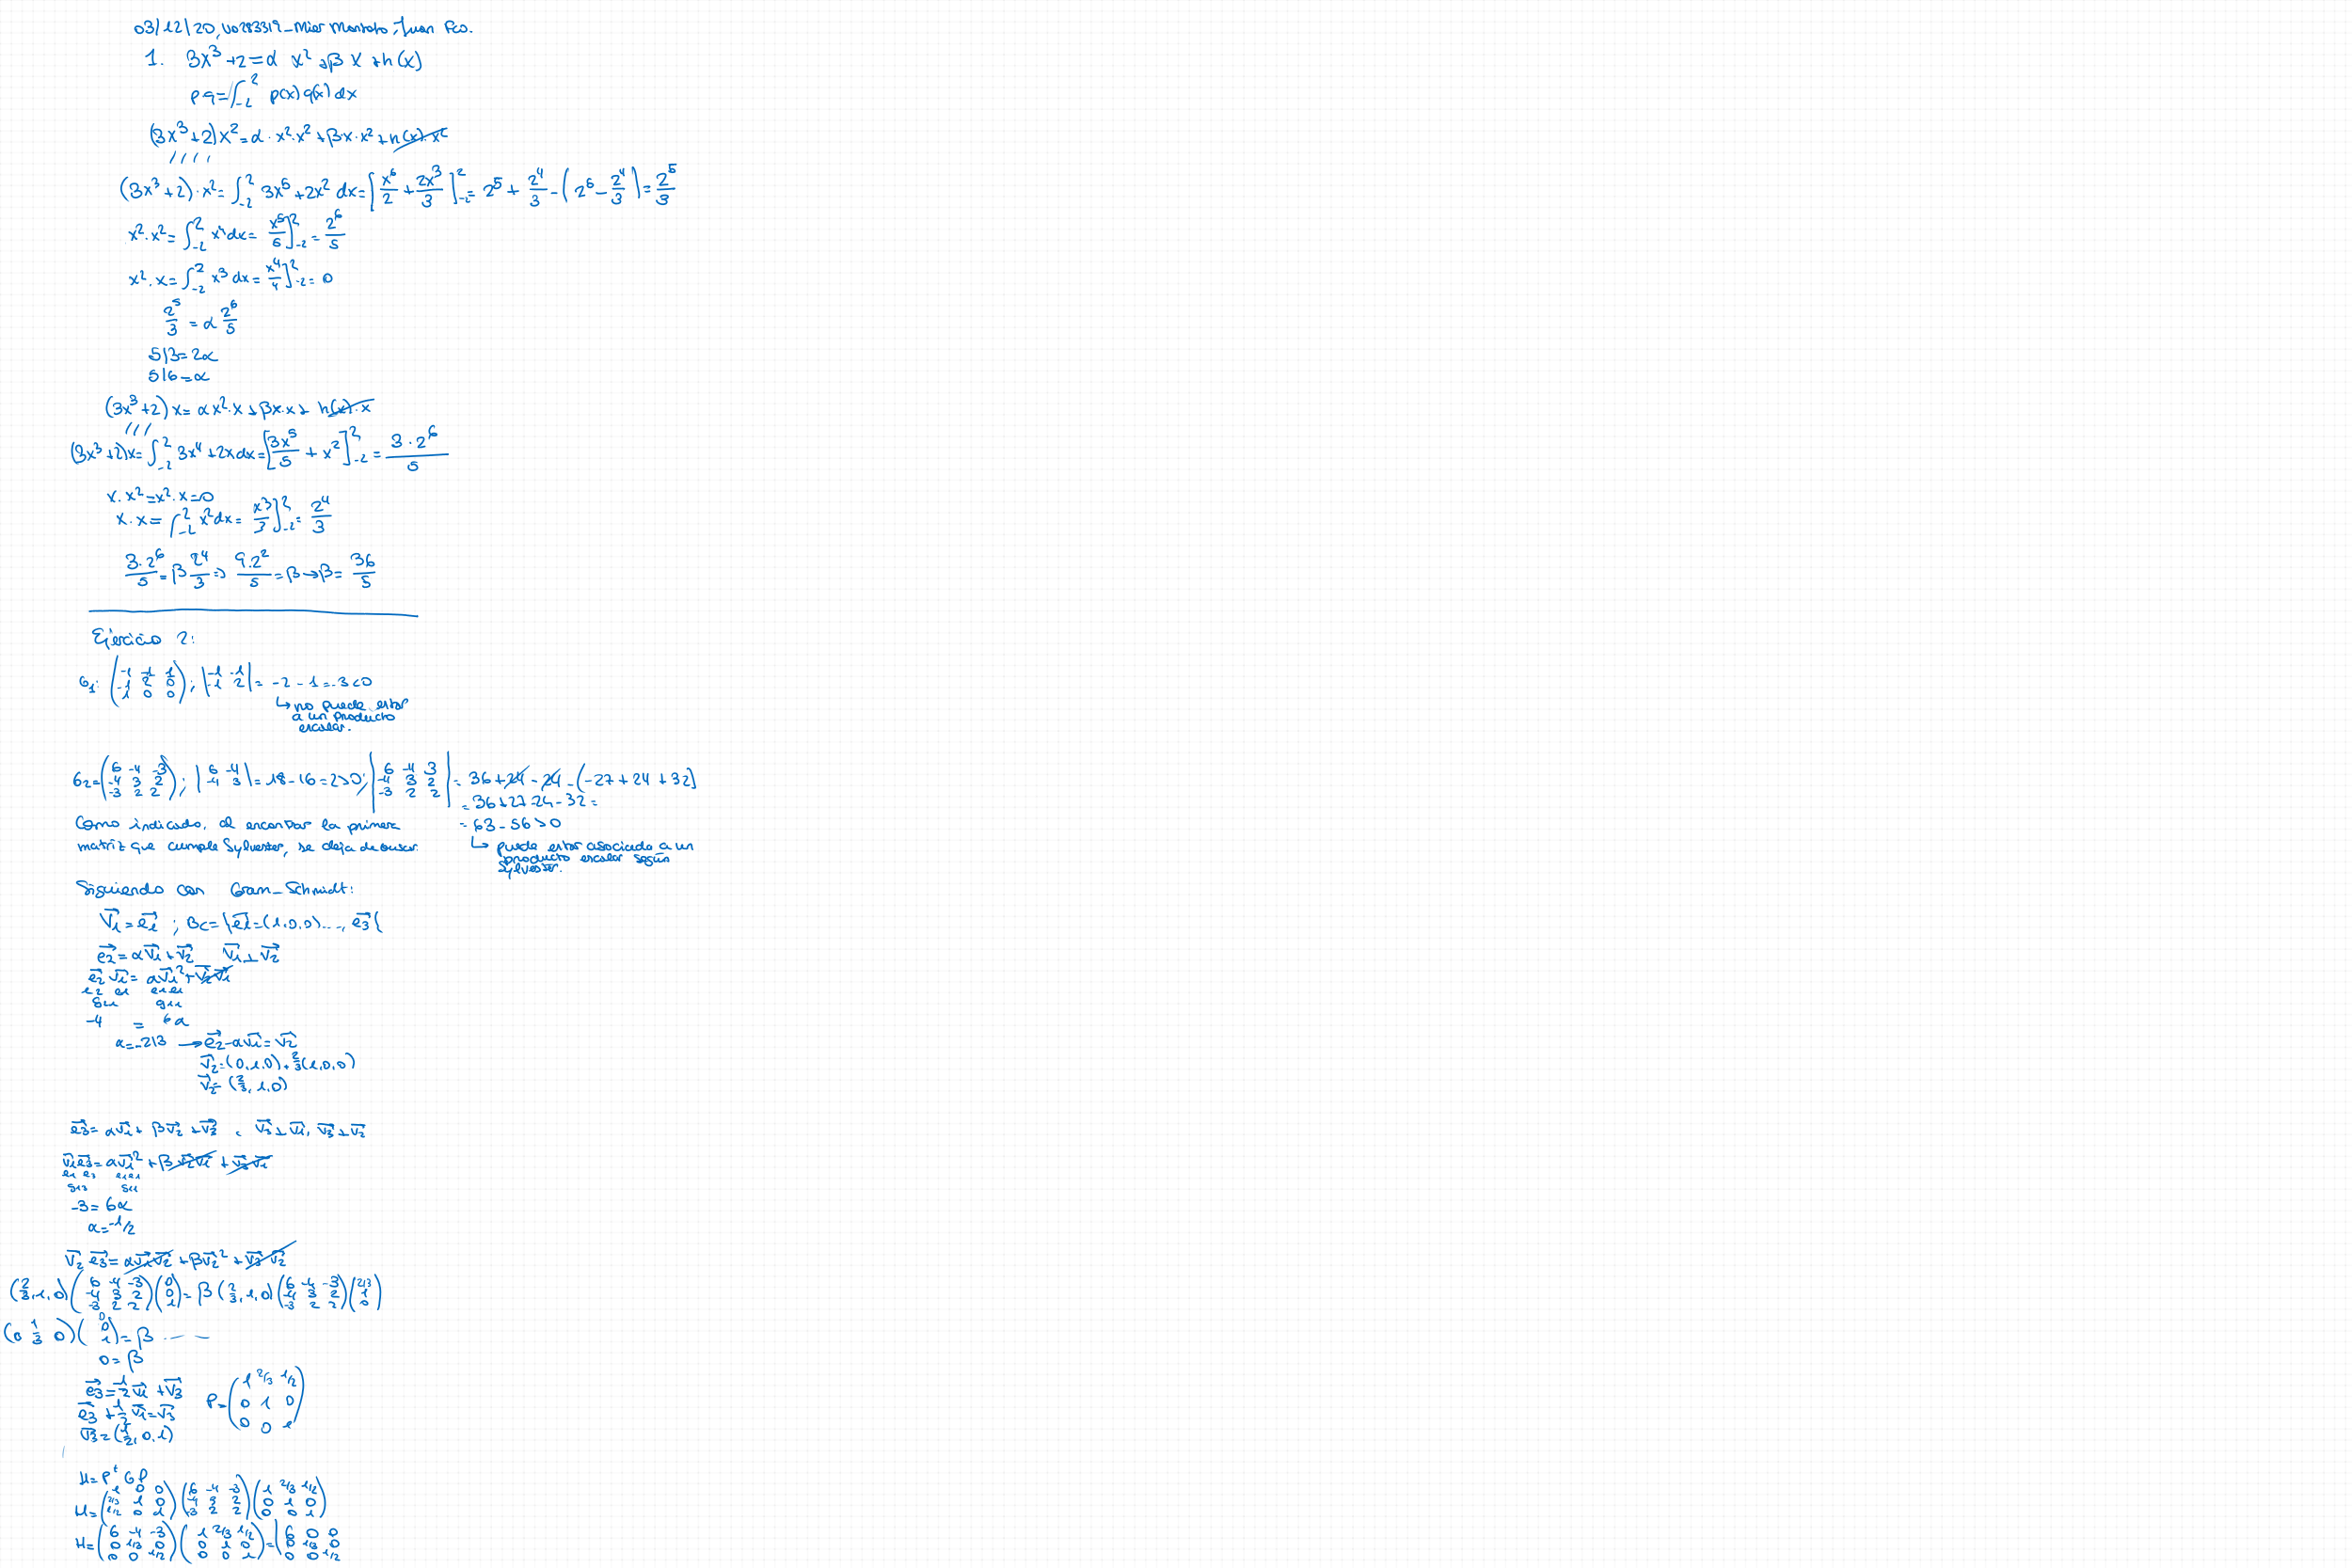 03/12/20, UO283319_Mier Montoto, Juan Fco.
1. 3x³+2=α x²+βx+h(x)
p·q=∫₋₂² p(x)q(x)dx
(3x³+2)x²=α·x²·x²+β·x·x²+h(x)·x²
(3x³+2)·x²=∫₋₂² 3x⁵+2x² dx=[x⁶/2+2x³/3]₋₂²=2⁵+2⁴/3-(2⁵-2⁴/3)=2⁵/3
x²·x²=∫₋₂² x⁴dx=x⁵/5]₋₂²=2⁶/5
x²·x=∫₋₂² x³dx=x⁴/4]₋₂²=0
2⁵/3=α 2⁶/5
5/3=2α
5/6=α
(3x³+2)x=αx²·x+βx·x+h(x)·x
(3x³+2)x=∫₋₂² 3x⁴+2x dx=[3x⁵/5+x²]₋₂²=3·2⁶/5
x·x²=x²·x=0
x·x=∫₋₂² x²dx=x³/3]₋₂²=2⁴/3
3·2⁶/5=β 2⁴/3⇒9·2²/5=β→β=36/5
Ejercicio 2:
G₁: (-1 -1 1; -1 2 0; 1 0 0); |-1 -1; -1 2|=-2-1=-3<0
↳ no puede estar
a un producto
escalar.
G₂=(6 -4 -3; -4 3 2; -3 2 2); |6 -4; -4 3|=18-16=2>0; |6 -4 3; -4 3 2; -3 2 2|=36+24-24-(-27+24+32)
=36+27-24-32=
=63-56>0
↳ puede estar asociada a un
producto escalar según
Sylvester.
Como indicado, al encontrar la primera
matriz que cumple Sylvester, se deja de buscar.
Siguiendo con Gram-Schmidt:
v₁=e₁ ; Bc={e₁=(1,0,0)..., e₃{
e₂=αv₁+v₂ v₁⊥v₂
e₂v₁=αv₁²+v₂v₁
e₂ e₁ e₁e₁
g₂₁ g₁₁
-4 = 6α
α=-2/3 → e₂-αv₁=v₂
v₂=(0,1,0)+2/3(1,0,0)
v₂=(2/3,1,0)
e₃=αv₁+βv₂+v₃ , v₃⊥v₁, v₃⊥v₂
v₁e₃=αv₁²+βv₂v₁+v₃v₁
e₁ e₃ e₁e₁
g₁₃ g₁₁
-3=6α
α=-1/2
v₂e₃=αv₁v₂+βv₂²+v₃v₂
(2/3,1,0)(6 -4 -3; -4 3 2; -3 2 2)(0; 0; 1)=β(2/3,1,0)(6 -4 -3; -4 3 2; -3 2 2)(2/3; 1; 0)
(0 1/3 0)(0; 0; 1)=β ...
0=β
e₃=-1/2v₁+v₃
e₃+1/2v₁=v₃
v₃=(1/2,0,1)
P=(1 2/3 1/2; 0 1 0; 0 0 1)
H=PᵗGP
H=(1 0 0; 2/3 1 0; 1/2 0 1)(6 -4 -3; -4 3 2; -3 2 2)(1 2/3 1/2; 0 1 0; 0 0 1)
H=(6 -4 -3; 0 1/3 0; 0 0 1/2)(1 2/3 1/2; 0 1 0; 0 0 1)=(6 0 0; 0 1/3 0; 0 0 1/2